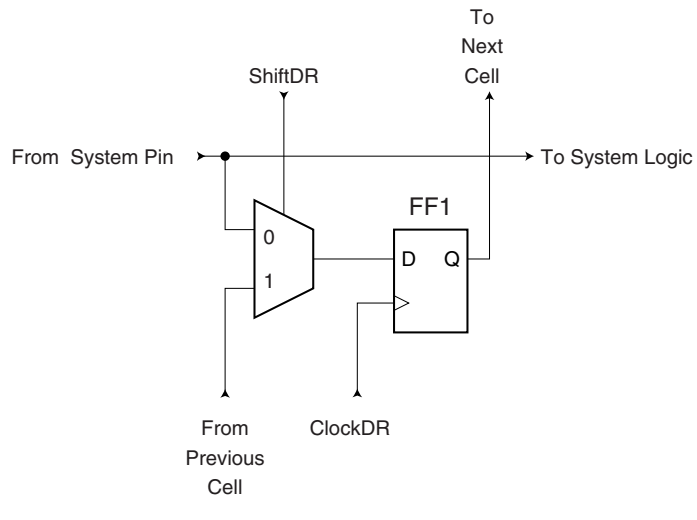 To
Next
Cell
ShiftDR
From System Pin
To System Logic
FF1
0
D Q
1
From
Previous
Cell
ClockDR